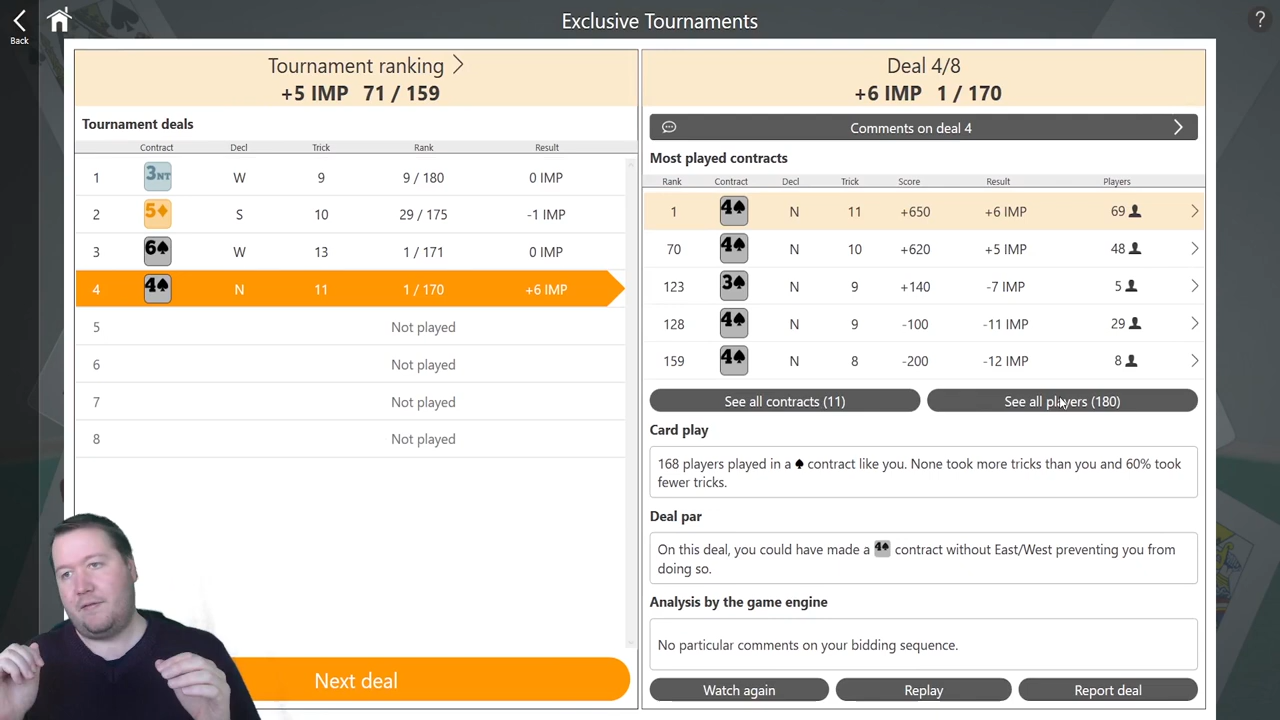 Exclusive Tournaments
?
Back
Tournament ranking
+5 IMP 71 / 159
Tournament deals
Contract Decl Trick Rank Result
1 3NT W 9 9 / 180 0 IMP
2 5♦ S 10 29 / 175 -1 IMP
3 6♠ W 13 1 / 171 0 IMP
4 4♠ N 11 1 / 170 +6 IMP
5 Not played
6 Not played
7 Not played
8 Not played
Next deal
Deal 4/8
+6 IMP 1 / 170
Comments on deal 4
Most played contracts
Rank Contract Decl Trick Score Result Players
1 4♠ N 11 +650 +6 IMP 69
70 4♠ N 10 +620 +5 IMP 48
123 3♠ N 9 +140 -7 IMP 5
128 4♠ N 9 -100 -11 IMP 29
159 4♠ N 8 -200 -12 IMP 8
See all contracts (11) See all players (180)
Card play
168 players played in a ♠ contract like you. None took more tricks than you and 60% took
fewer tricks.
Deal par
On this deal, you could have made a 4♠ contract without East/West preventing you from
doing so.
Analysis by the game engine
No particular comments on your bidding sequence.
Watch again Replay Report deal